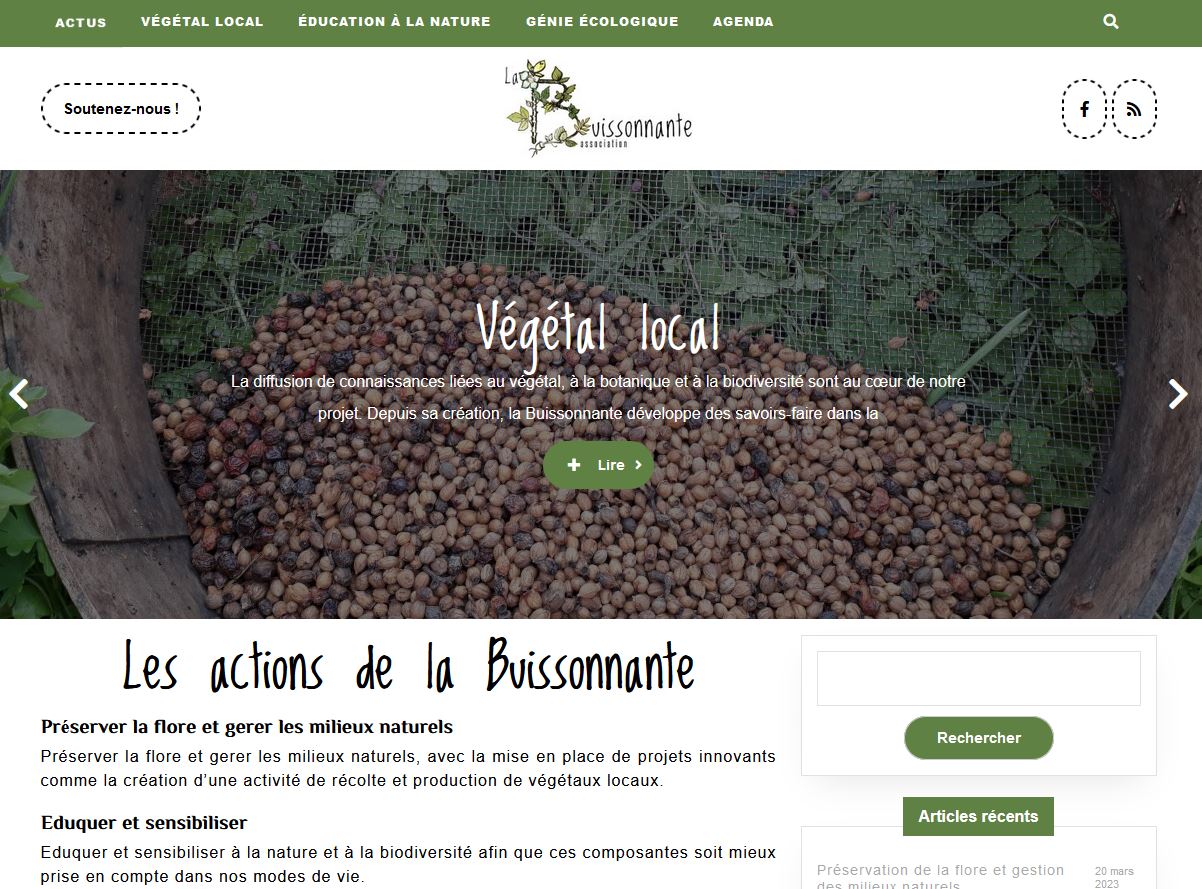 ACTUS VÉGÉTAL LOCAL ÉDUCATION À LA NATURE GÉNIE ÉCOLOGIQUE AGENDA
Soutenez-nous !
La
Buissonnante
association
Végétal local
La diffusion de connaissances liées au végétal, à la botanique et à la biodiversité sont au cœur de notre
projet. Depuis sa création, la Buissonnante développe des savoirs-faire dans la
Lire
Les actions de la Buissonnante
Préserver la flore et gerer les milieux naturels
Préserver la flore et gerer les milieux naturels, avec la mise en place de projets innovants
comme la création d’une activité de récolte et production de végétaux locaux.
Eduquer et sensibiliser
Eduquer et sensibiliser à la nature et à la biodiversité afin que ces composantes soit mieux
prise en compte dans nos modes de vie.
Rechercher
Articles récents
Préservation de la flore et gestion
des milieux naturels
20 mars
2023